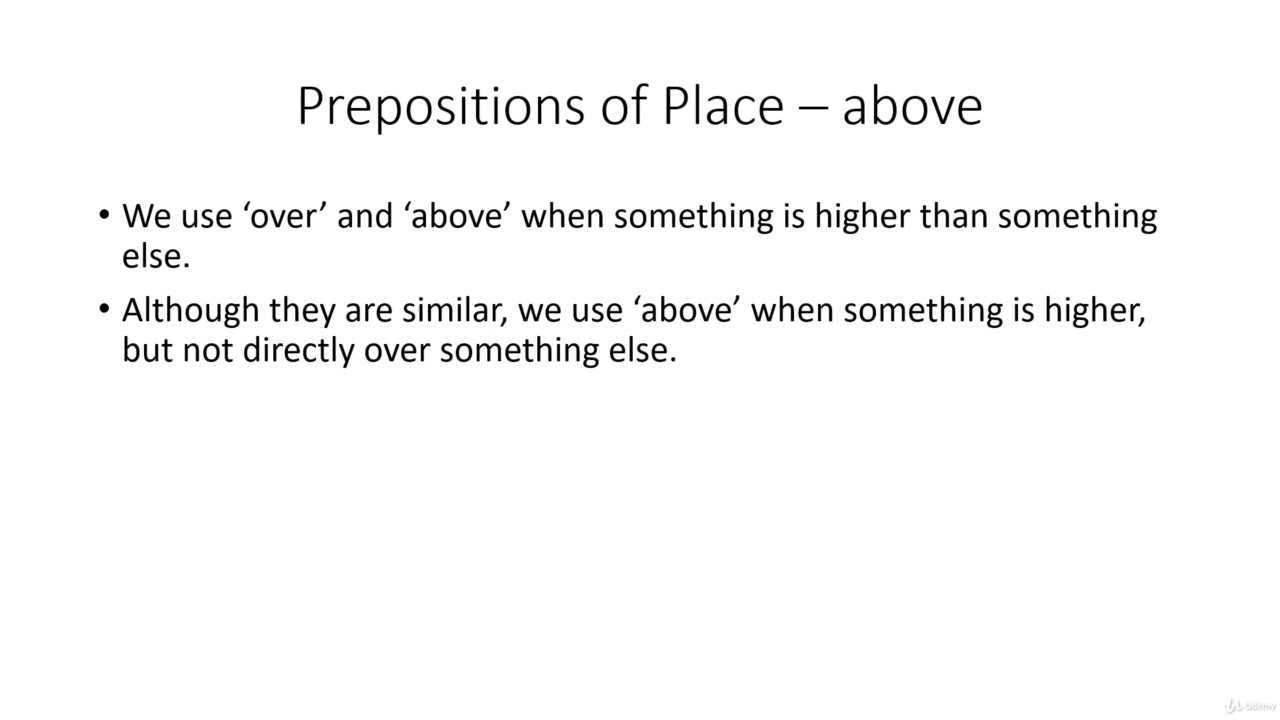 Prepositions of Place – above
• We use ‘over’ and ‘above’ when something is higher than something
else.
• Although they are similar, we use ‘above’ when something is higher,
but not directly over something else.
Udemy